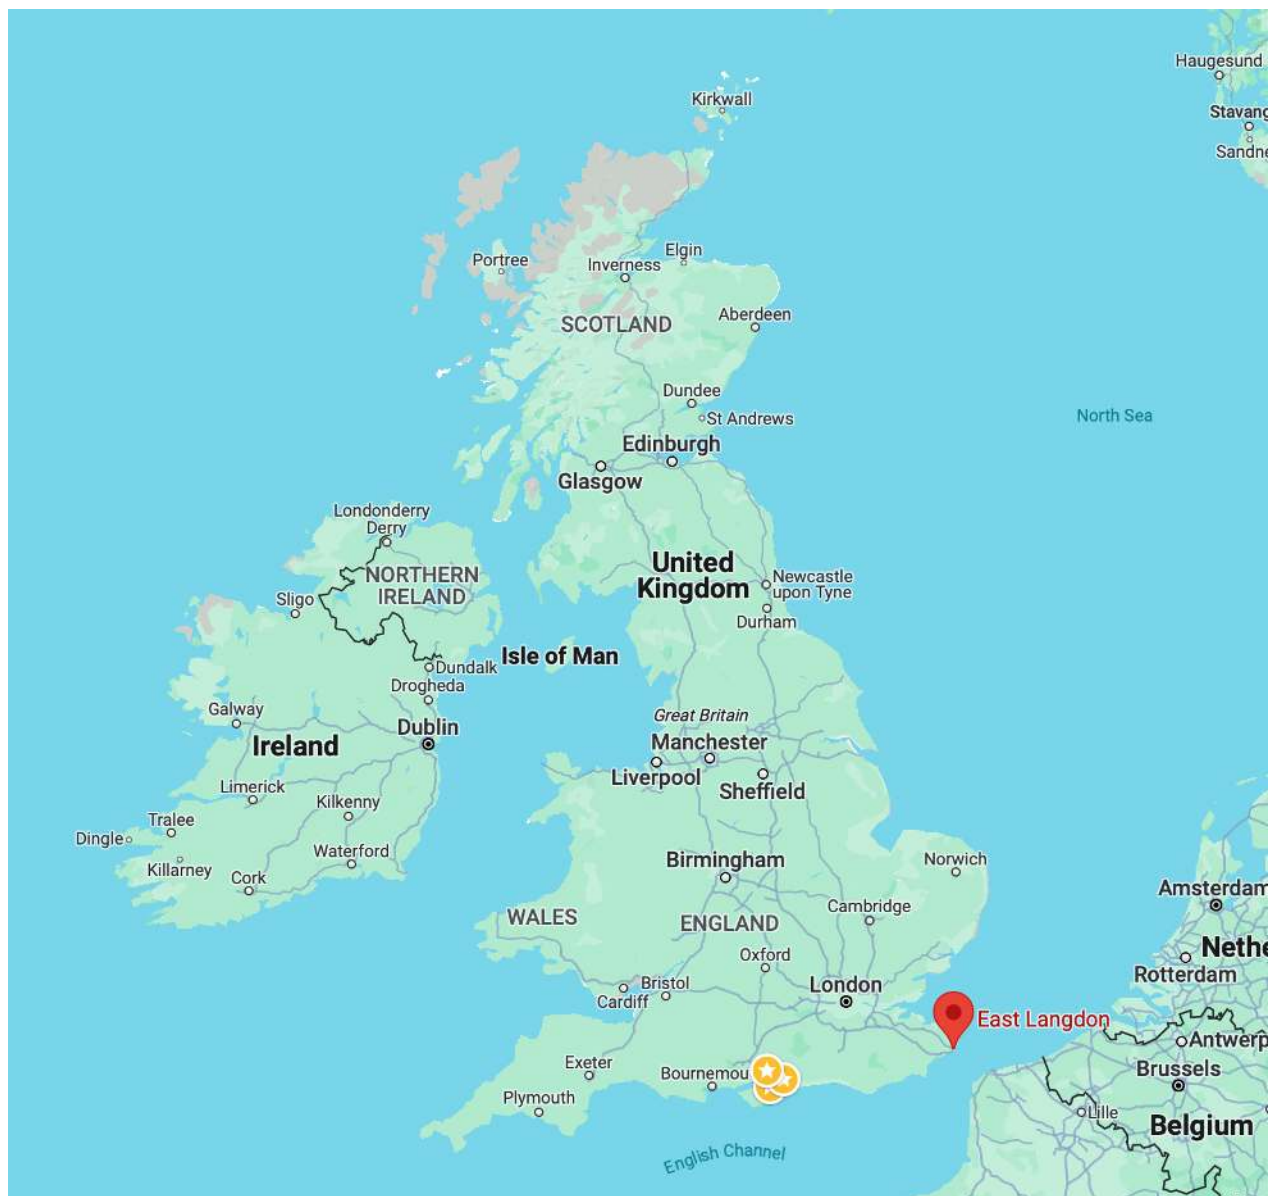 Haugesund
Kirkwall
Stavang
Sandne
Elgin
Portree
Inverness
Aberdeen
SCOTLAND
Dundee
St Andrews
North Sea
Edinburgh
Glasgow
Londonderry
Derry
United
Kingdom
NORTHERN
IRELAND
Newcastle
upon Tyne
Sligo
Durham
Isle of Man
Dundalk
Drogheda
Galway
Great Britain
Dublin
Ireland
Manchester
Liverpool
Sheffield
Limerick
Kilkenny
Tralee
Dingle
Killarney
Waterford
Birmingham
Norwich
Cork
Amsterdam
Cambridge
WALES
ENGLAND
Nethe
Oxford
Rotterdam
Bristol
London
Cardiff
East Langdon
Antwerp
Exeter
Bournemou
Brussels
Plymouth
Lille
Belgium
English Channel